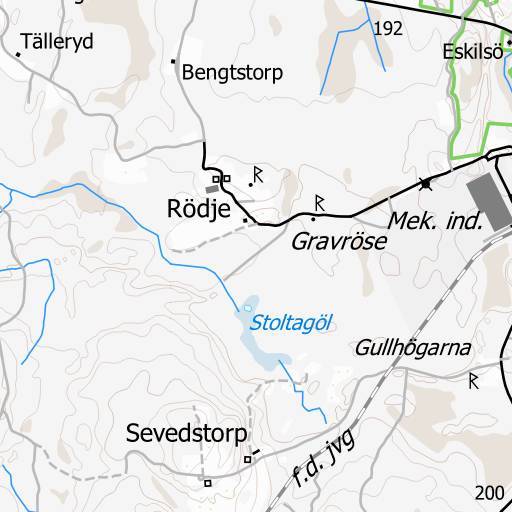 192
Tälleryd
Eskilsö
Bengtstorp
Rödje
Mek. ind.
Gravröse
Stoltagöl
Gullhögarna
Sevedstorp
f.d. jvg
200